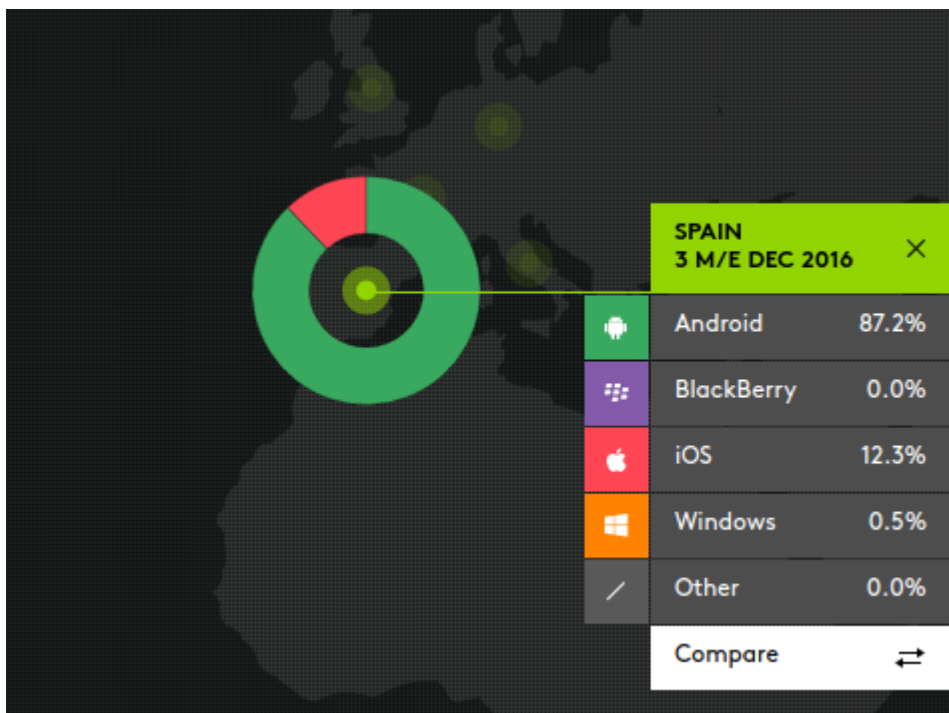 SPAIN
3 M/E DEC 2016
Android 87.2%
BlackBerry 0.0%
iOS 12.3%
Windows 0.5%
Other 0.0%
Compare